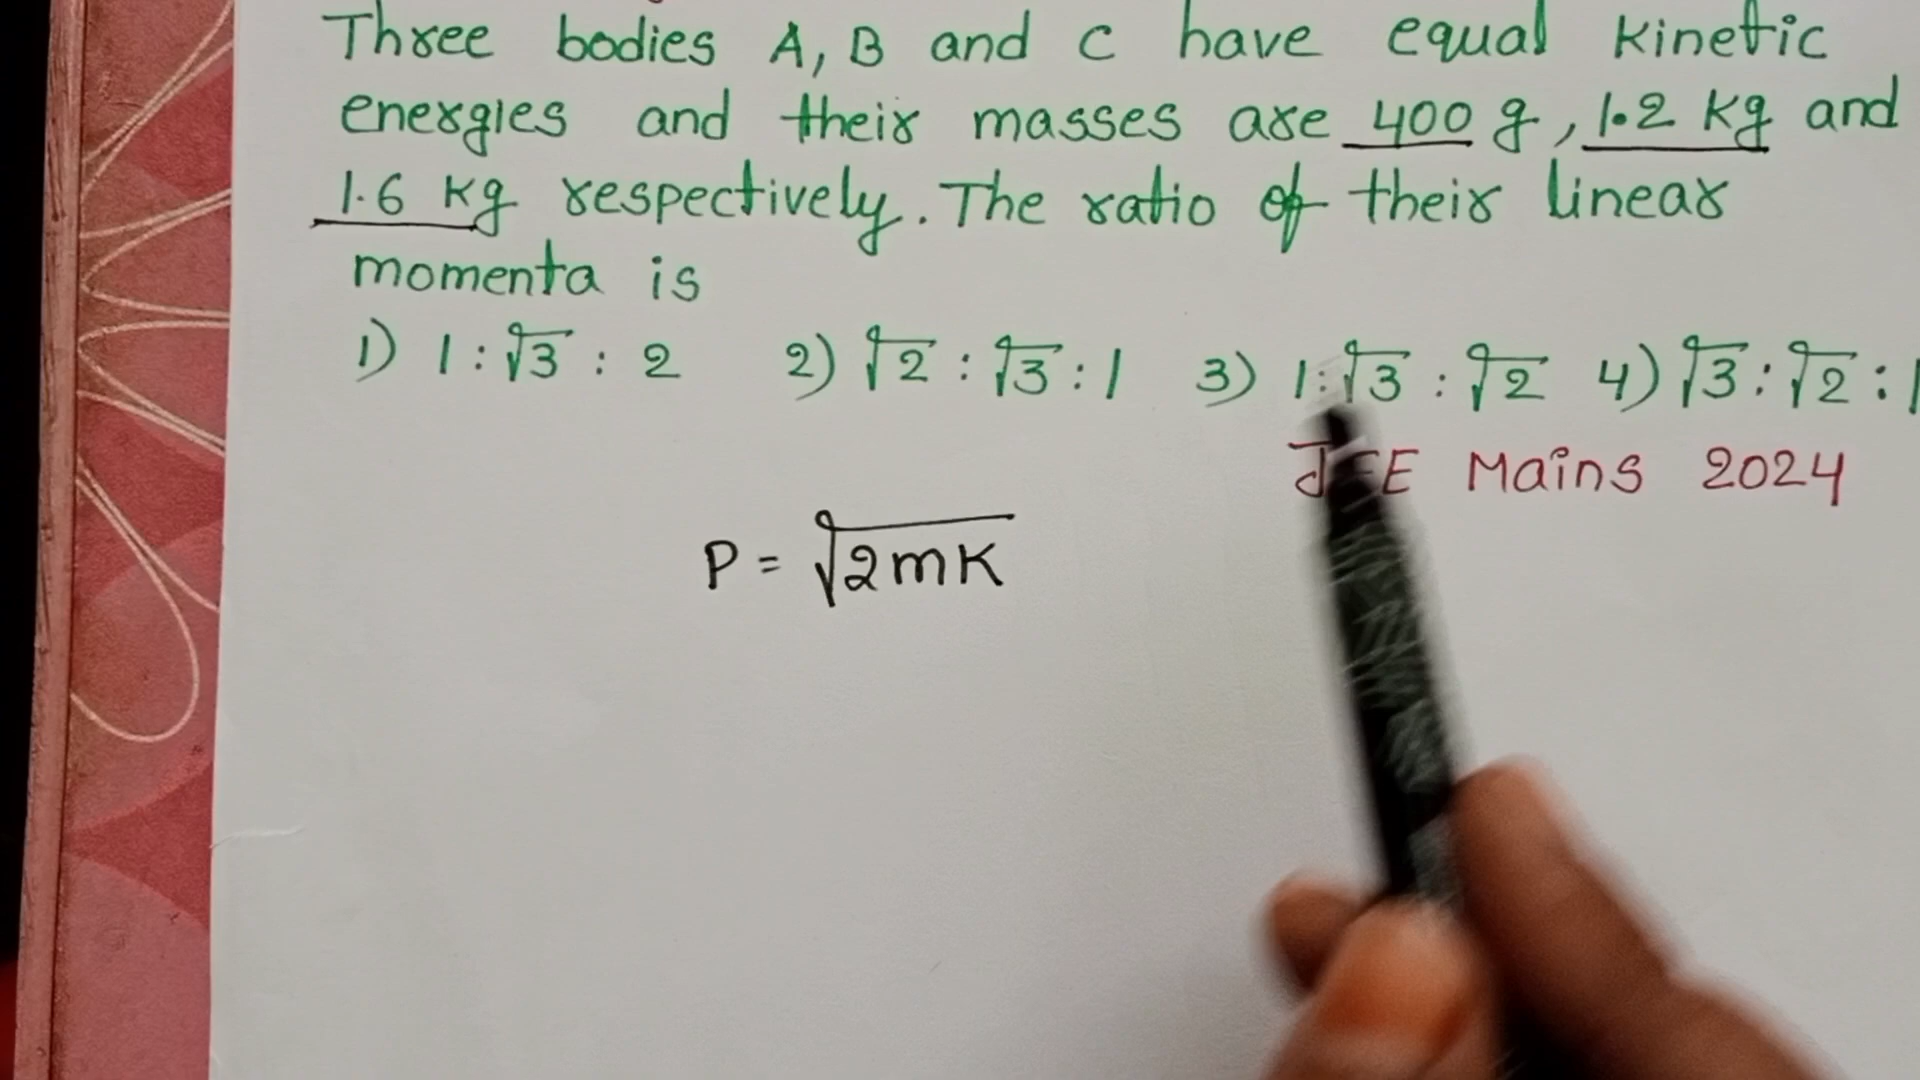 Three bodies A, B and C have equal kinetic
energies and their masses are 400 g, 1.2 kg and
1.6 kg respectively. The ratio of their linear
momenta is
1) 1 : √3 : 2 2) √2 : √3 : 1 3) 1 : √3 : √2 4) √3 : √2 : 1
JEE Mains 2024
P = √2mK